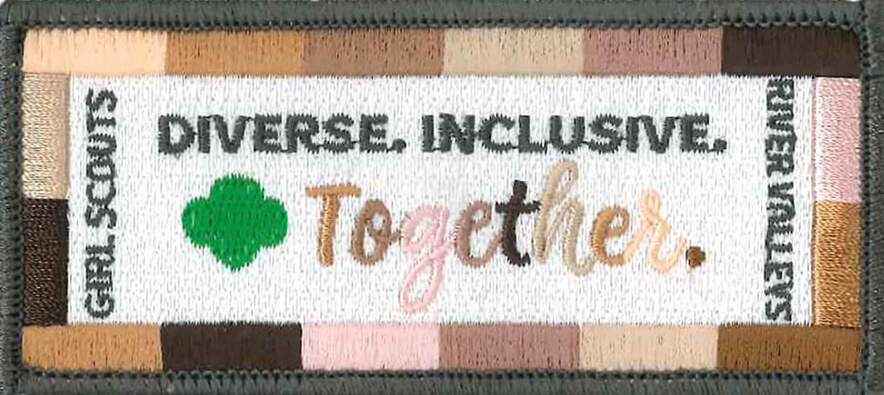 GIRL SCOUTS
DIVERSE. INCLUSIVE.
Together.
RIVER VALLEYS